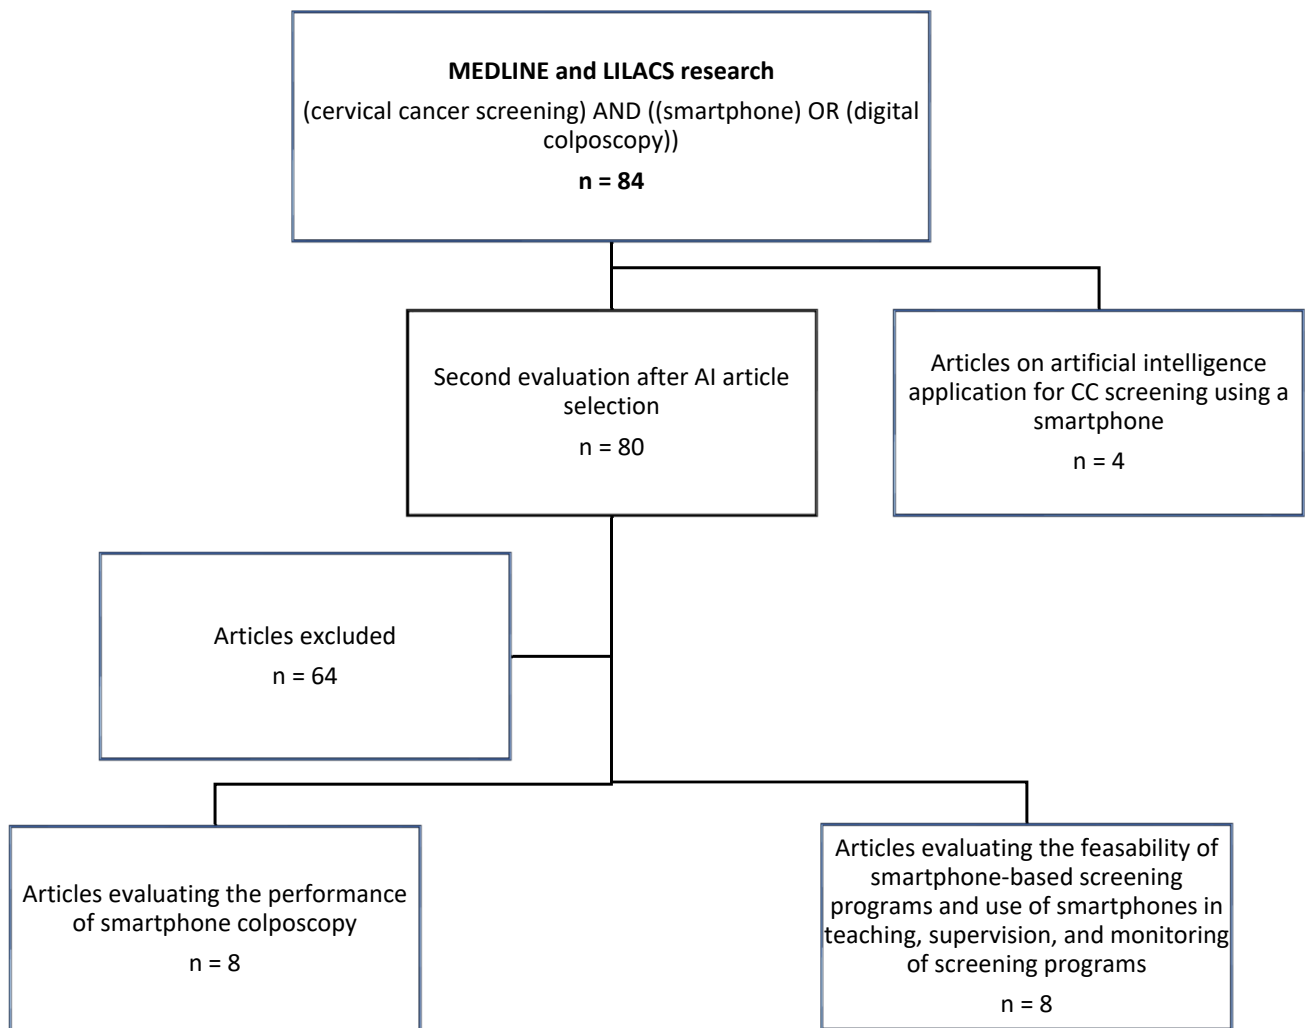 MEDLINE and LILACS research
(cervical cancer screening) AND ((smartphone) OR (digital
colposcopy))
n = 84
Second evaluation after AI article
selection
n = 80
Articles on artificial intelligence
application for CC screening using a
smartphone
n = 4
Articles excluded
n = 64
Articles evaluating the performance
of smartphone colposcopy
n = 8
Articles evaluating the feasability of
smartphone-based screening
programs and use of smartphones in
teaching, supervision, and monitoring
of screening programs
n = 8